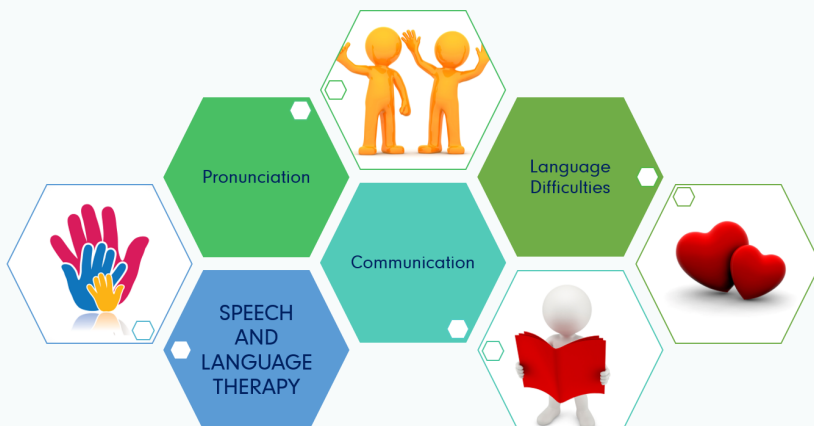 Pronunciation
Language
Difficulties
Communication
SPEECH
AND
LANGUAGE
THERAPY